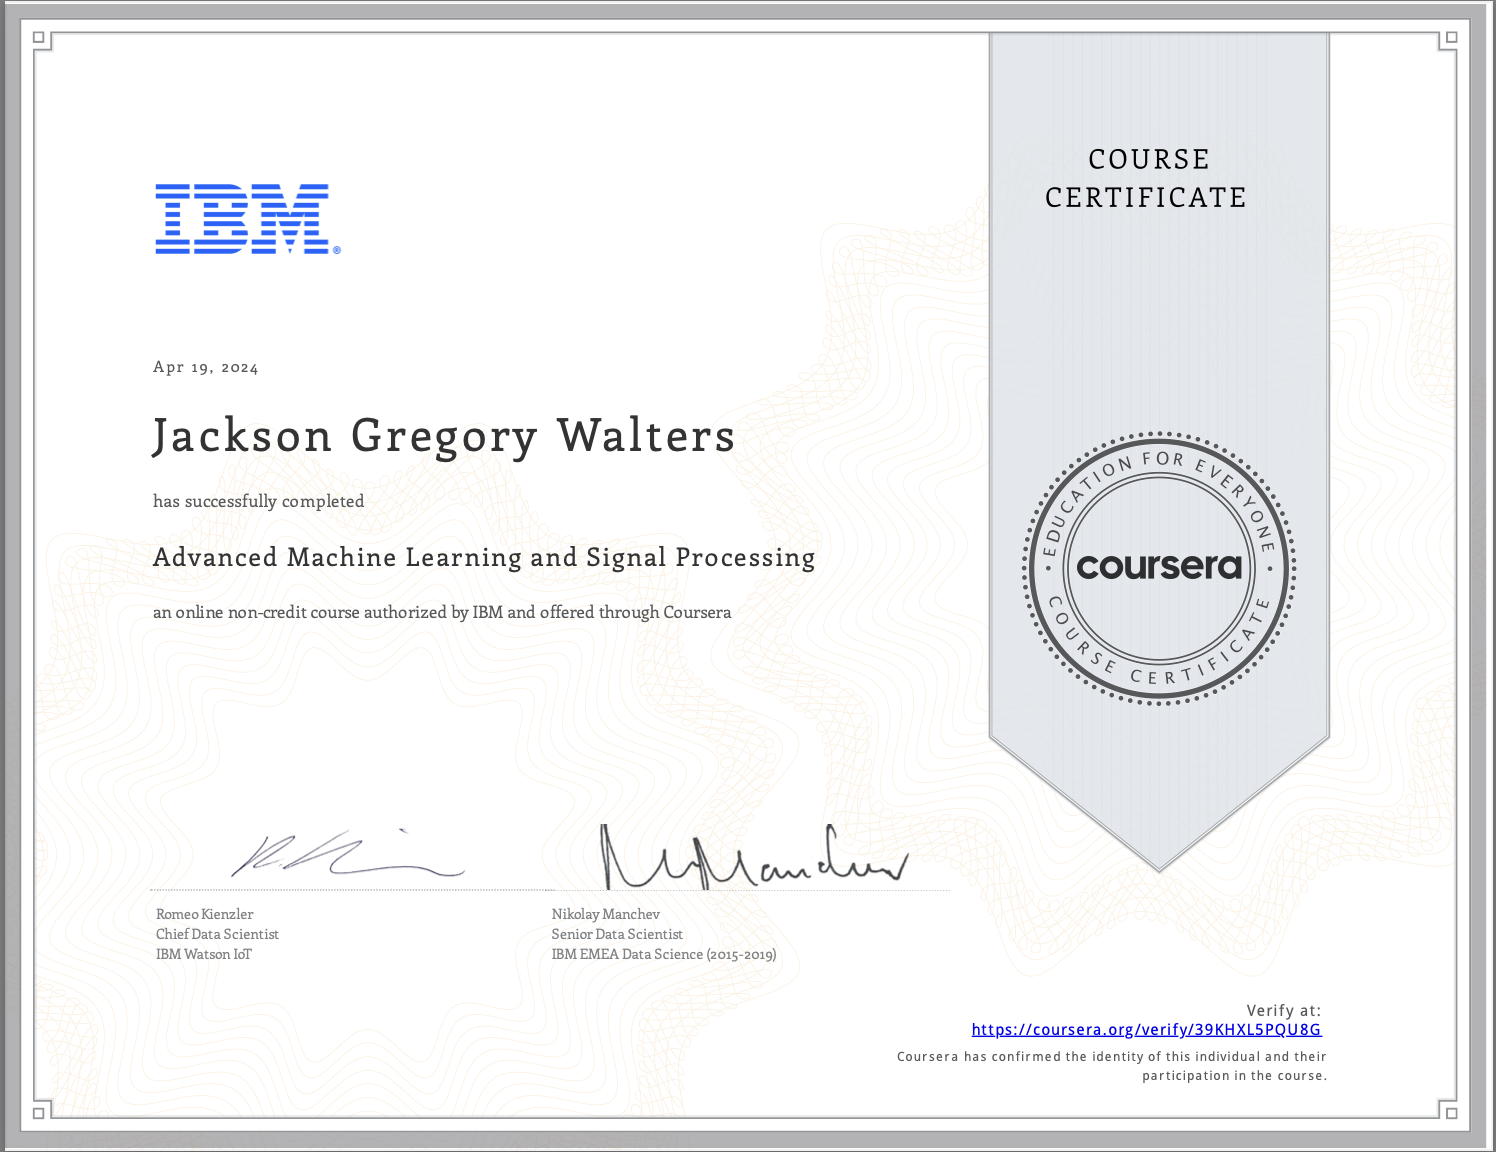 COURSE
CERTIFICATE
IBM®
Apr 19, 2024
Jackson Gregory Walters
has successfully completed
Advanced Machine Learning and Signal Processing
an online non-credit course authorized by IBM and offered through Coursera
EDUCATION FOR EVERYONE
coursera
COURSE CERTIFICATE
Romeo Kienzler
Chief Data Scientist
IBM Watson IoT
Nikolay Manchev
Senior Data Scientist
IBM EMEA Data Science (2015-2019)
Verify at:
https://coursera.org/verify/39KHXL5PQU8G
Coursera has confirmed the identity of this individual and their
participation in the course.